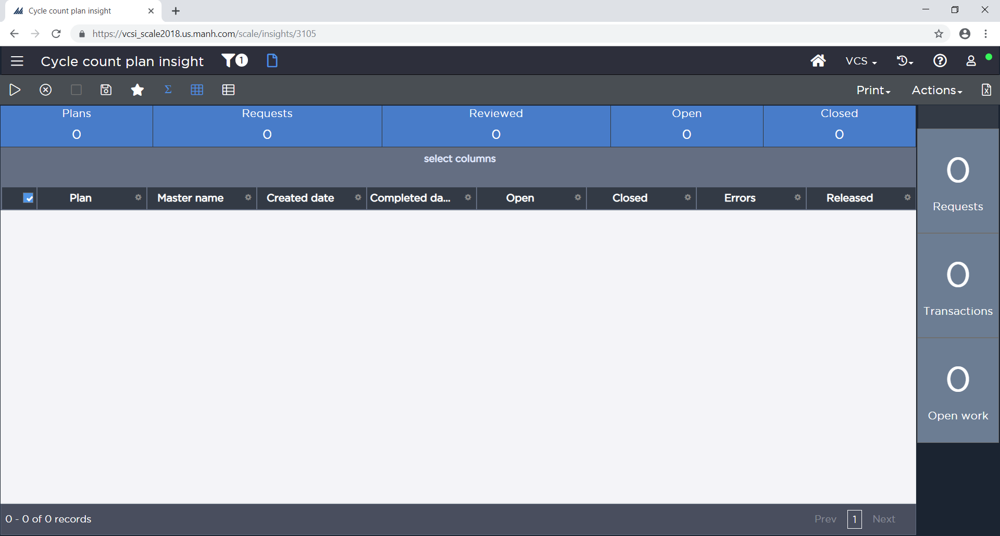 Cycle count plan insight
https://vcsi_scale2018.us.manh.com/scale/insights/3105
Cycle count plan insight 1 VCS
Σ Print Actions
Plans Requests Reviewed Open Closed
0 0 0 0 0
select columns
Plan Master name Created date Completed da... Open Closed Errors Released
0
Requests
0
Transactions
0
Open work
0 - 0 of 0 records Prev 1 Next